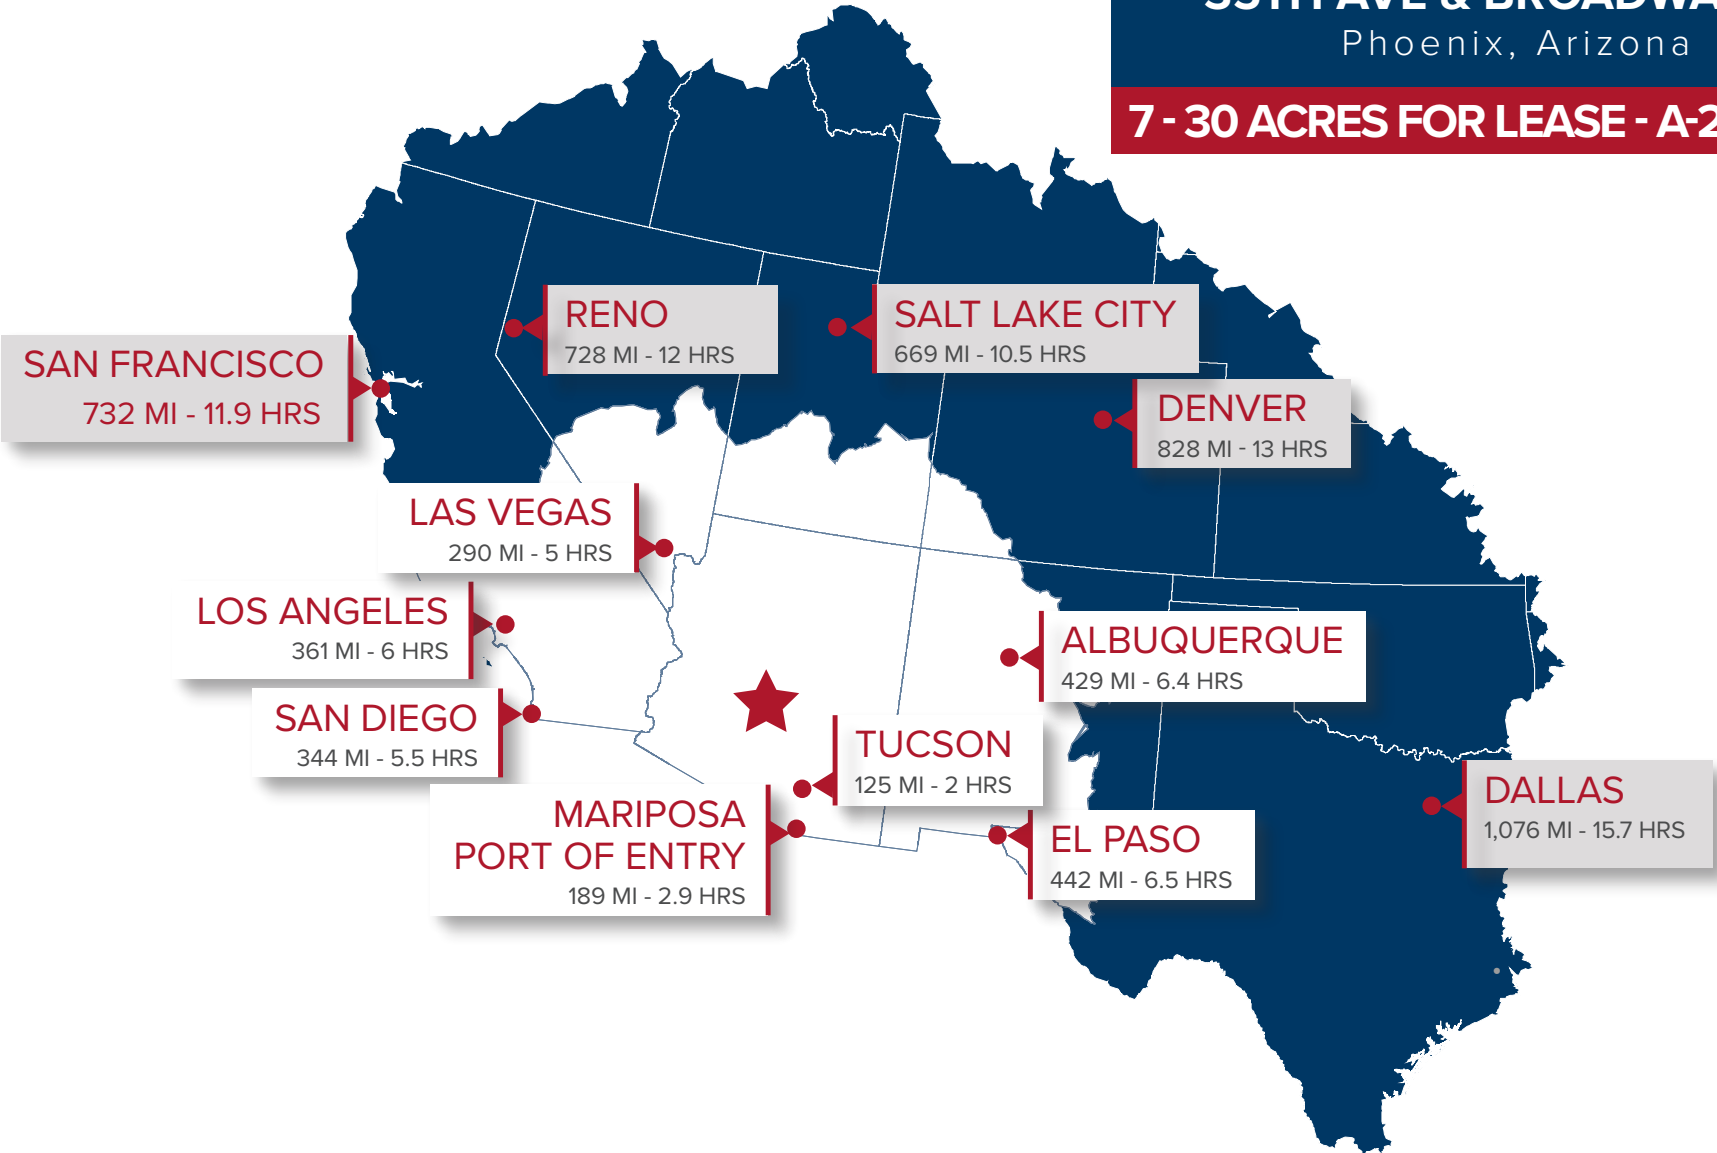 AVE & BROADWA
Phoenix, Arizona
7 - 30 ACRES FOR LEASE - A-2
RENO
728 MI - 12 HRS
SALT LAKE CITY
669 MI - 10.5 HRS
SAN FRANCISCO
732 MI - 11.9 HRS
DENVER
828 MI - 13 HRS
LAS VEGAS
290 MI - 5 HRS
LOS ANGELES
361 MI - 6 HRS
ALBUQUERQUE
429 MI - 6.4 HRS
SAN DIEGO
344 MI - 5.5 HRS
TUCSON
125 MI - 2 HRS
DALLAS
1,076 MI - 15.7 HRS
MARIPOSA
PORT OF ENTRY
189 MI - 2.9 HRS
EL PASO
442 MI - 6.5 HRS